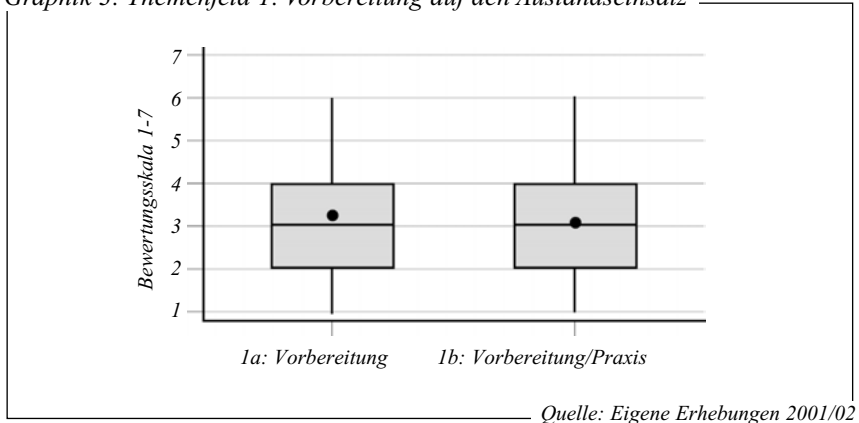 Graphik 3: Themenfeld 1: Vorbereitung auf den Auslandseinsatz
7
6
5
4
3
2
1
Bewertungsskala 1-7
1a: Vorbereitung
1b: Vorbereitung/Praxis
Quelle: Eigene Erhebungen 2001/02